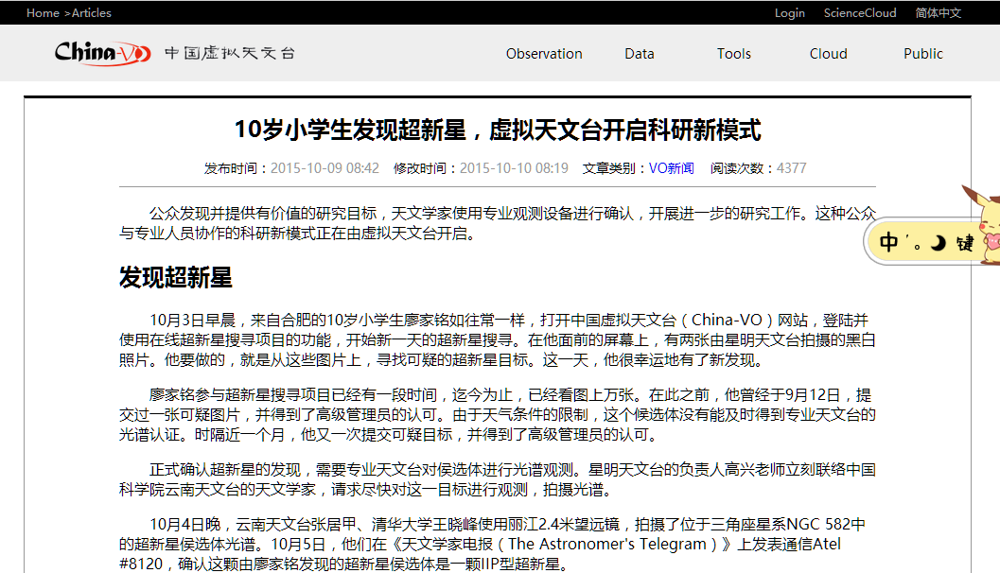 Home >Articles
Login ScienceCloud 简体中文
China-VO 中国虚拟天文台
Observation Data Tools Cloud Public
10岁小学生发现超新星，虚拟天文台开启科研新模式
发布时间：2015-10-09 08:42 修改时间：2015-10-10 08:19 文章类别：VO新闻 阅读次数：4377
公众发现并提供有价值的研究目标，天文学家使用专业观测设备进行确认，开展进一步的研究工作。这种公众
与专业人员协作的科研新模式正在由虚拟天文台开启。
中 ’。 键
发现超新星
10月3日早晨，来自合肥的10岁小学生廖家铭如往常一样，打开中国虚拟天文台（China-VO）网站，登陆并
使用在线超新星搜寻项目的功能，开始新一天的超新星搜寻。在他面前的屏幕上，有两张由星明天文台拍摄的黑白
照片。他要做的，就是从这些图片上，寻找可疑的超新星目标。这一天，他很幸运地有了新发现。
廖家铭参与超新星搜寻项目已经有一段时间，迄今为止，已经看图上万张。在此之前，他曾经于9月12日，提
交过一张可疑图片，并得到了高级管理员的认可。由于天气条件的限制，这个候选体没有能及时得到专业天文台的
光谱认证。时隔近一个月，他又一次提交可疑目标，并得到了高级管理员的认可。
正式确认超新星的发现，需要专业天文台对侯选体进行光谱观测。星明天文台的负责人高兴老师立刻联络中国
科学院云南天文台的天文学家，请求尽快对这一目标进行观测，拍摄光谱。
10月4日晚，云南天文台张居甲、清华大学王晓峰使用丽江2.4米望远镜，拍摄了位于三角座星系NGC 582中
的超新星侯选体光谱。10月5日，他们在《天文学家电报（The Astronomer's Telegram）》上发表通信Atel
#8120，确认这颗由廖家铭发现的超新星侯选体是一颗IIP型超新星。